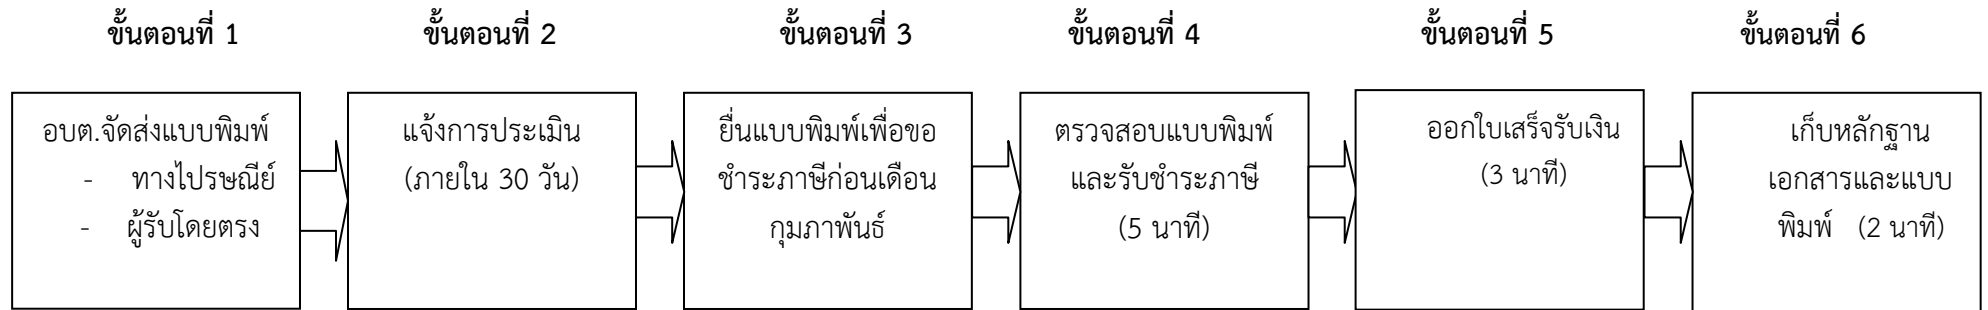 ขั้นตอนที่ 1
ขั้นตอนที่ 2
ขั้นตอนที่ 3
ขั้นตอนที่ 4
ขั้นตอนที่ 5
ขั้นตอนที่ 6
อบต.จัดส่งแบบพิมพ์
- ทางไปรษณีย์
- ผู้รับโดยตรง
แจ้งการประเมิน
(ภายใน 30 วัน)
ยื่นแบบพิมพ์เพื่อขอ
ชำระภาษีก่อนเดือน
กุมภาพันธ์
ตรวจสอบแบบพิมพ์
และรับชำระภาษี
(5 นาที)
ออกใบเสร็จรับเงิน
(3 นาที)
เก็บหลักฐาน
เอกสารและแบบ
พิมพ์ (2 นาที)